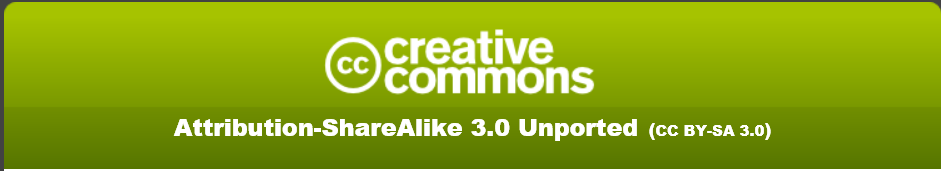 cc creative
commons
Attribution-ShareAlike 3.0 Unported (CC BY-SA 3.0)